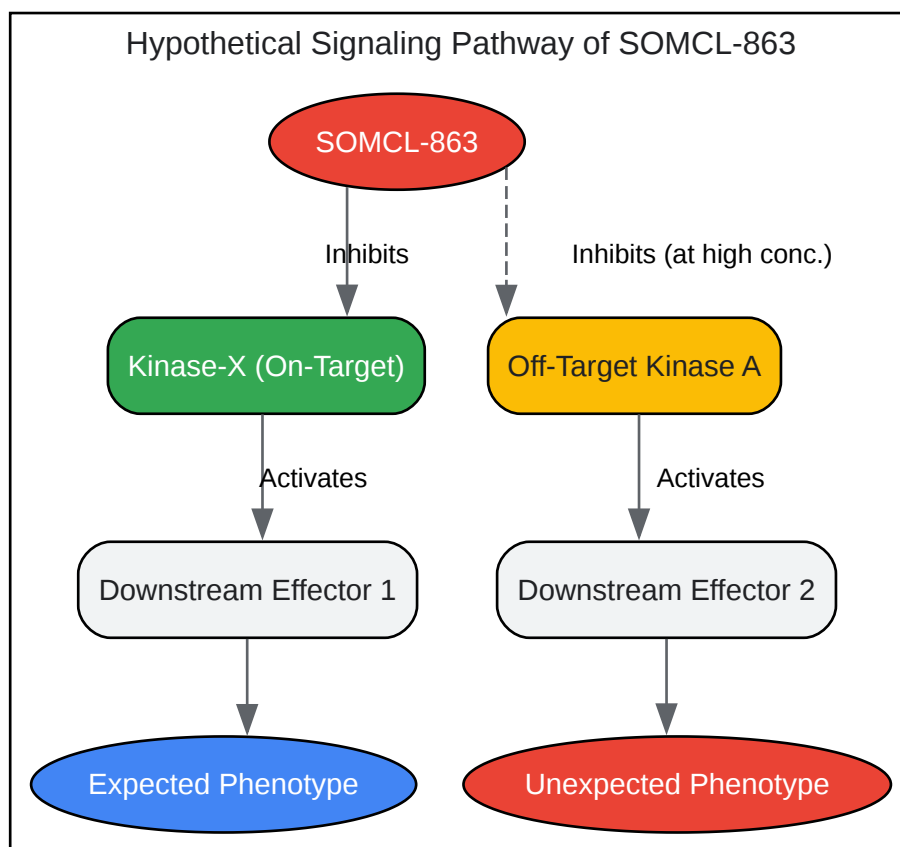 Hypothetical Signaling Pathway of SOMCL-863
SOMCL-863
Inhibits
Inhibits (at high conc.)
Kinase-X (On-Target)
Off-Target Kinase A
Activates
Activates
Downstream Effector 1
Downstream Effector 2
Expected Phenotype
Unexpected Phenotype